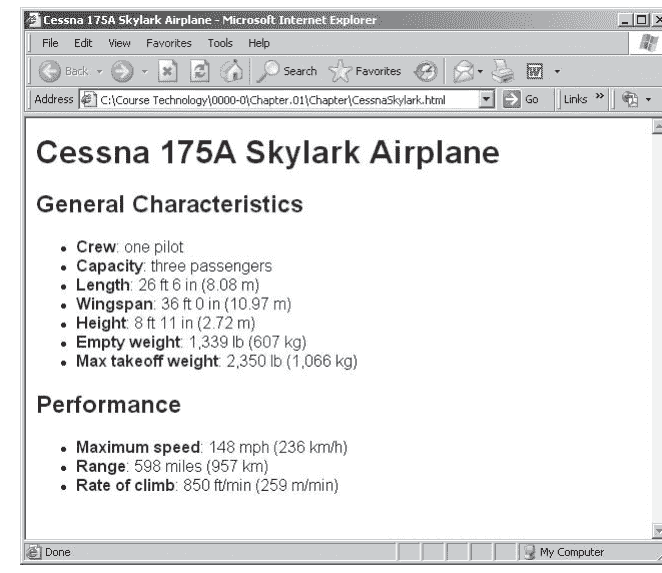 Cessna 175A Skylark Airplane - Microsoft Internet Explorer
File Edit View Favorites Tools Help
Back Search Favorites
Address C:\Course Technology\0000-0\Chapter.01\Chapter\CessnaSkylark.html Go Links »
Cessna 175A Skylark Airplane
General Characteristics
• Crew: one pilot
• Capacity: three passengers
• Length: 26 ft 6 in (8.08 m)
• Wingspan: 36 ft 0 in (10.97 m)
• Height: 8 ft 11 in (2.72 m)
• Empty weight: 1,339 lb (607 kg)
• Max takeoff weight: 2,350 lb (1,066 kg)
Performance
• Maximum speed: 148 mph (236 km/h)
• Range: 598 miles (957 km)
• Rate of climb: 850 ft/min (259 m/min)
Done My Computer